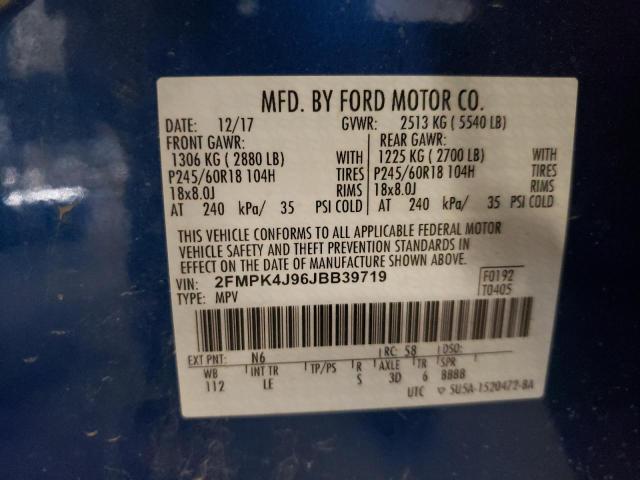 MFD. BY FORD MOTOR CO.
DATE: 12/17 GVWR: 2513 KG ( 5540 LB)
FRONT GAWR: REAR GAWR:
1306 KG ( 2880 LB) WITH 1225 KG ( 2700 LB) WITH
P245/60R18 104H TIRES P245/60R18 104H TIRES
18x8.0J RIMS 18x8.0J RIMS
AT 240 kPa/ 35 PSI COLD AT 240 kPa/ 35 PSI COLD
THIS VEHICLE CONFORMS TO ALL APPLICABLE FEDERAL MOTOR
VEHICLE SAFETY AND THEFT PREVENTION STANDARDS IN
EFFECT ON THE DATE OF MANUFACTURE SHOWN ABOVE.
VIN: 2FMPK4J96JBB39719 F0192
TYPE: MPV T0405
EXT PNT: N6 RC: 58 DSO:
WB INT TR TP/PS R AXLE TR SPR
112 LE S 3D 6 8888
UTC ▽ 5U5A-1520472-BA